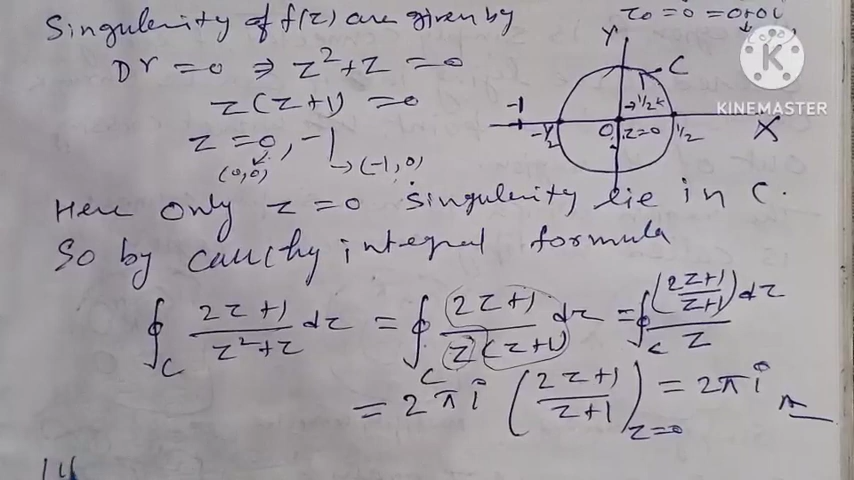 Singularity of f(z) are given by
z₀ = 0 = 0+0i
Dr = 0 ⇒ z²+z = 0
z(z+1) = 0
z = 0, -1
(0,0) → (-1,0)
Y
C
-1
→ 1/2
-1/2 0 z=0 1/2 X
KINEMASTER
Here only z = 0 singularity lie in C.
So by cauchy integral formula
∮_C (2z+1)/(z²+z) dz = ∮_C (2z+1)/(z(z+1)) dz = ∮_C ((2z+1)/(z+1))/z dz
= 2πi ((2z+1)/(z+1))_{z=0} = 2πi